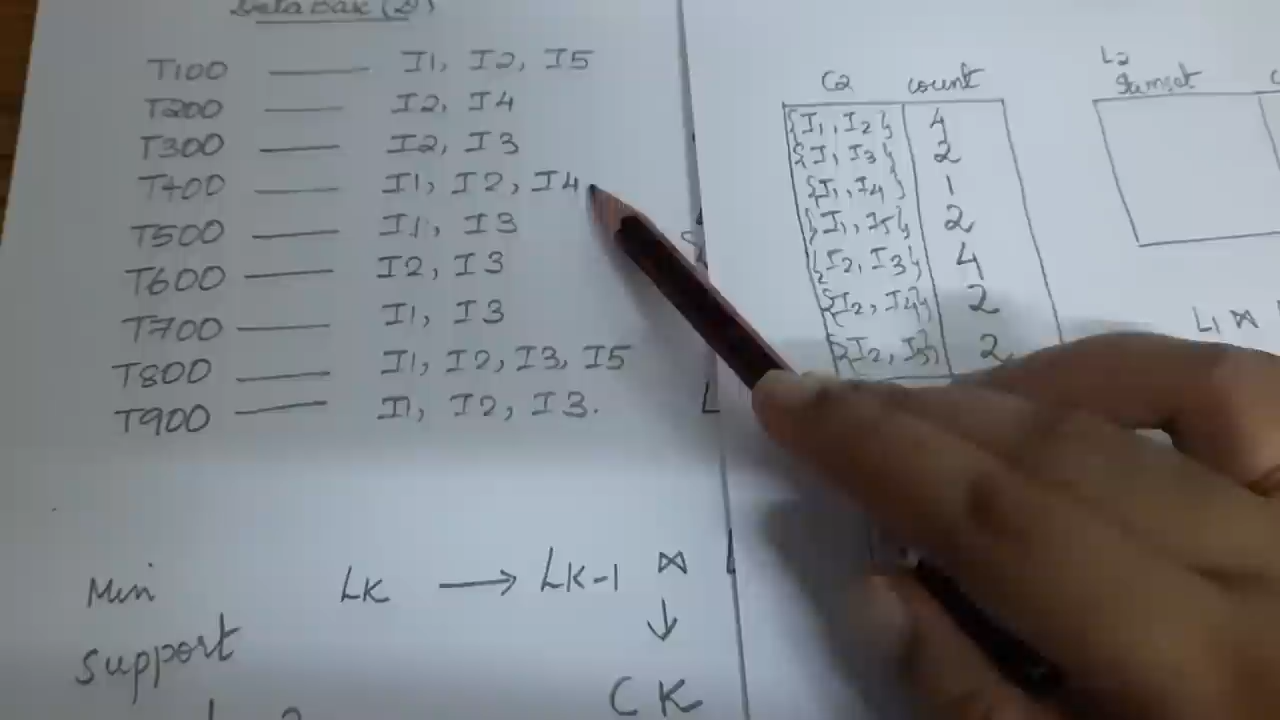 Database (D)
T100 —— I1, I2, I5
T200 —— I2, I4
T300 —— I2, I3
T400 —— I1, I2, I4
T500 —— I1, I3
T600 —— I2, I3
T700 —— I1, I3
T800 —— I1, I2, I3, I5
T900 —— I1, I2, I3.
Min
Support
LK → LK-1 ⋈
↓
CK
C2 count
{I1, I2} 4
{I, I3} 2
{I1, I4} 1
{I1, I5} 2
{I2, I3} 4
{I2, I4} 2
{I2, I5} 2
L2
L1 ⋈